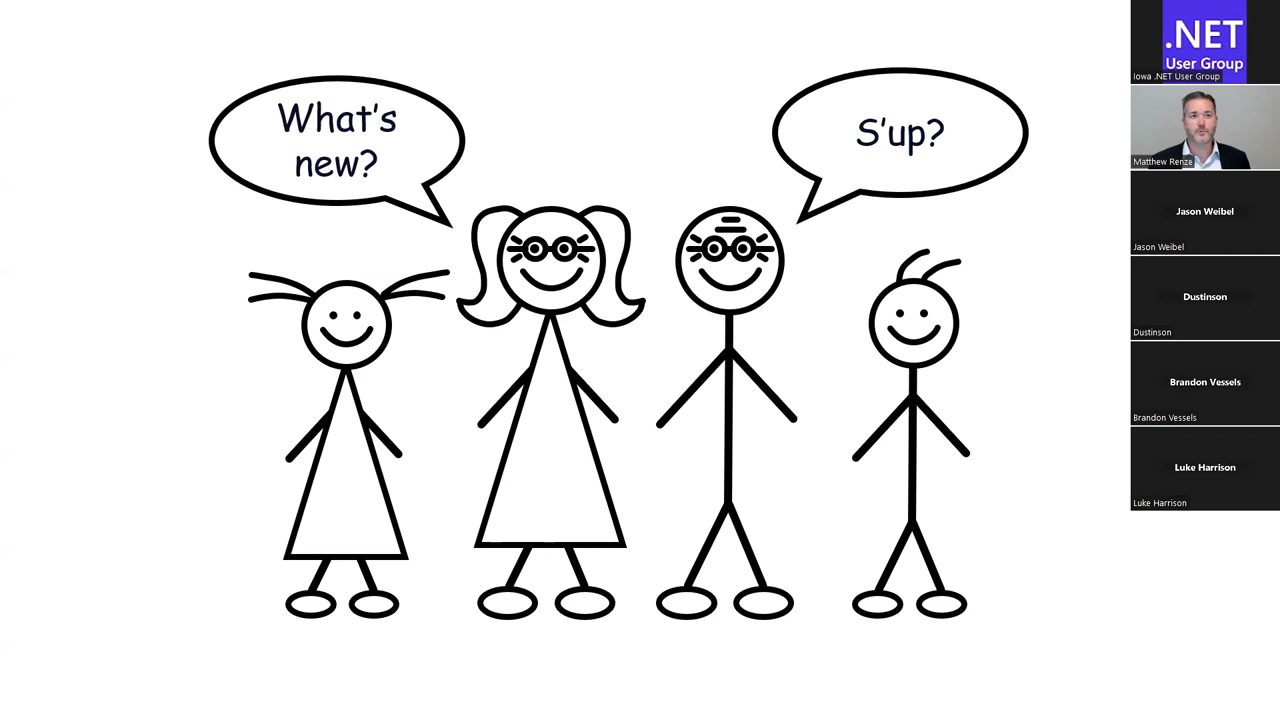 What's
new?
S'up?
.NET
User Group
Iowa .NET User Group
Matthew Renze
Jason Weibel
Jason Weibel
Dustinson
Dustinson
Brandon Vessels
Brandon Vessels
Luke Harrison
Luke Harrison